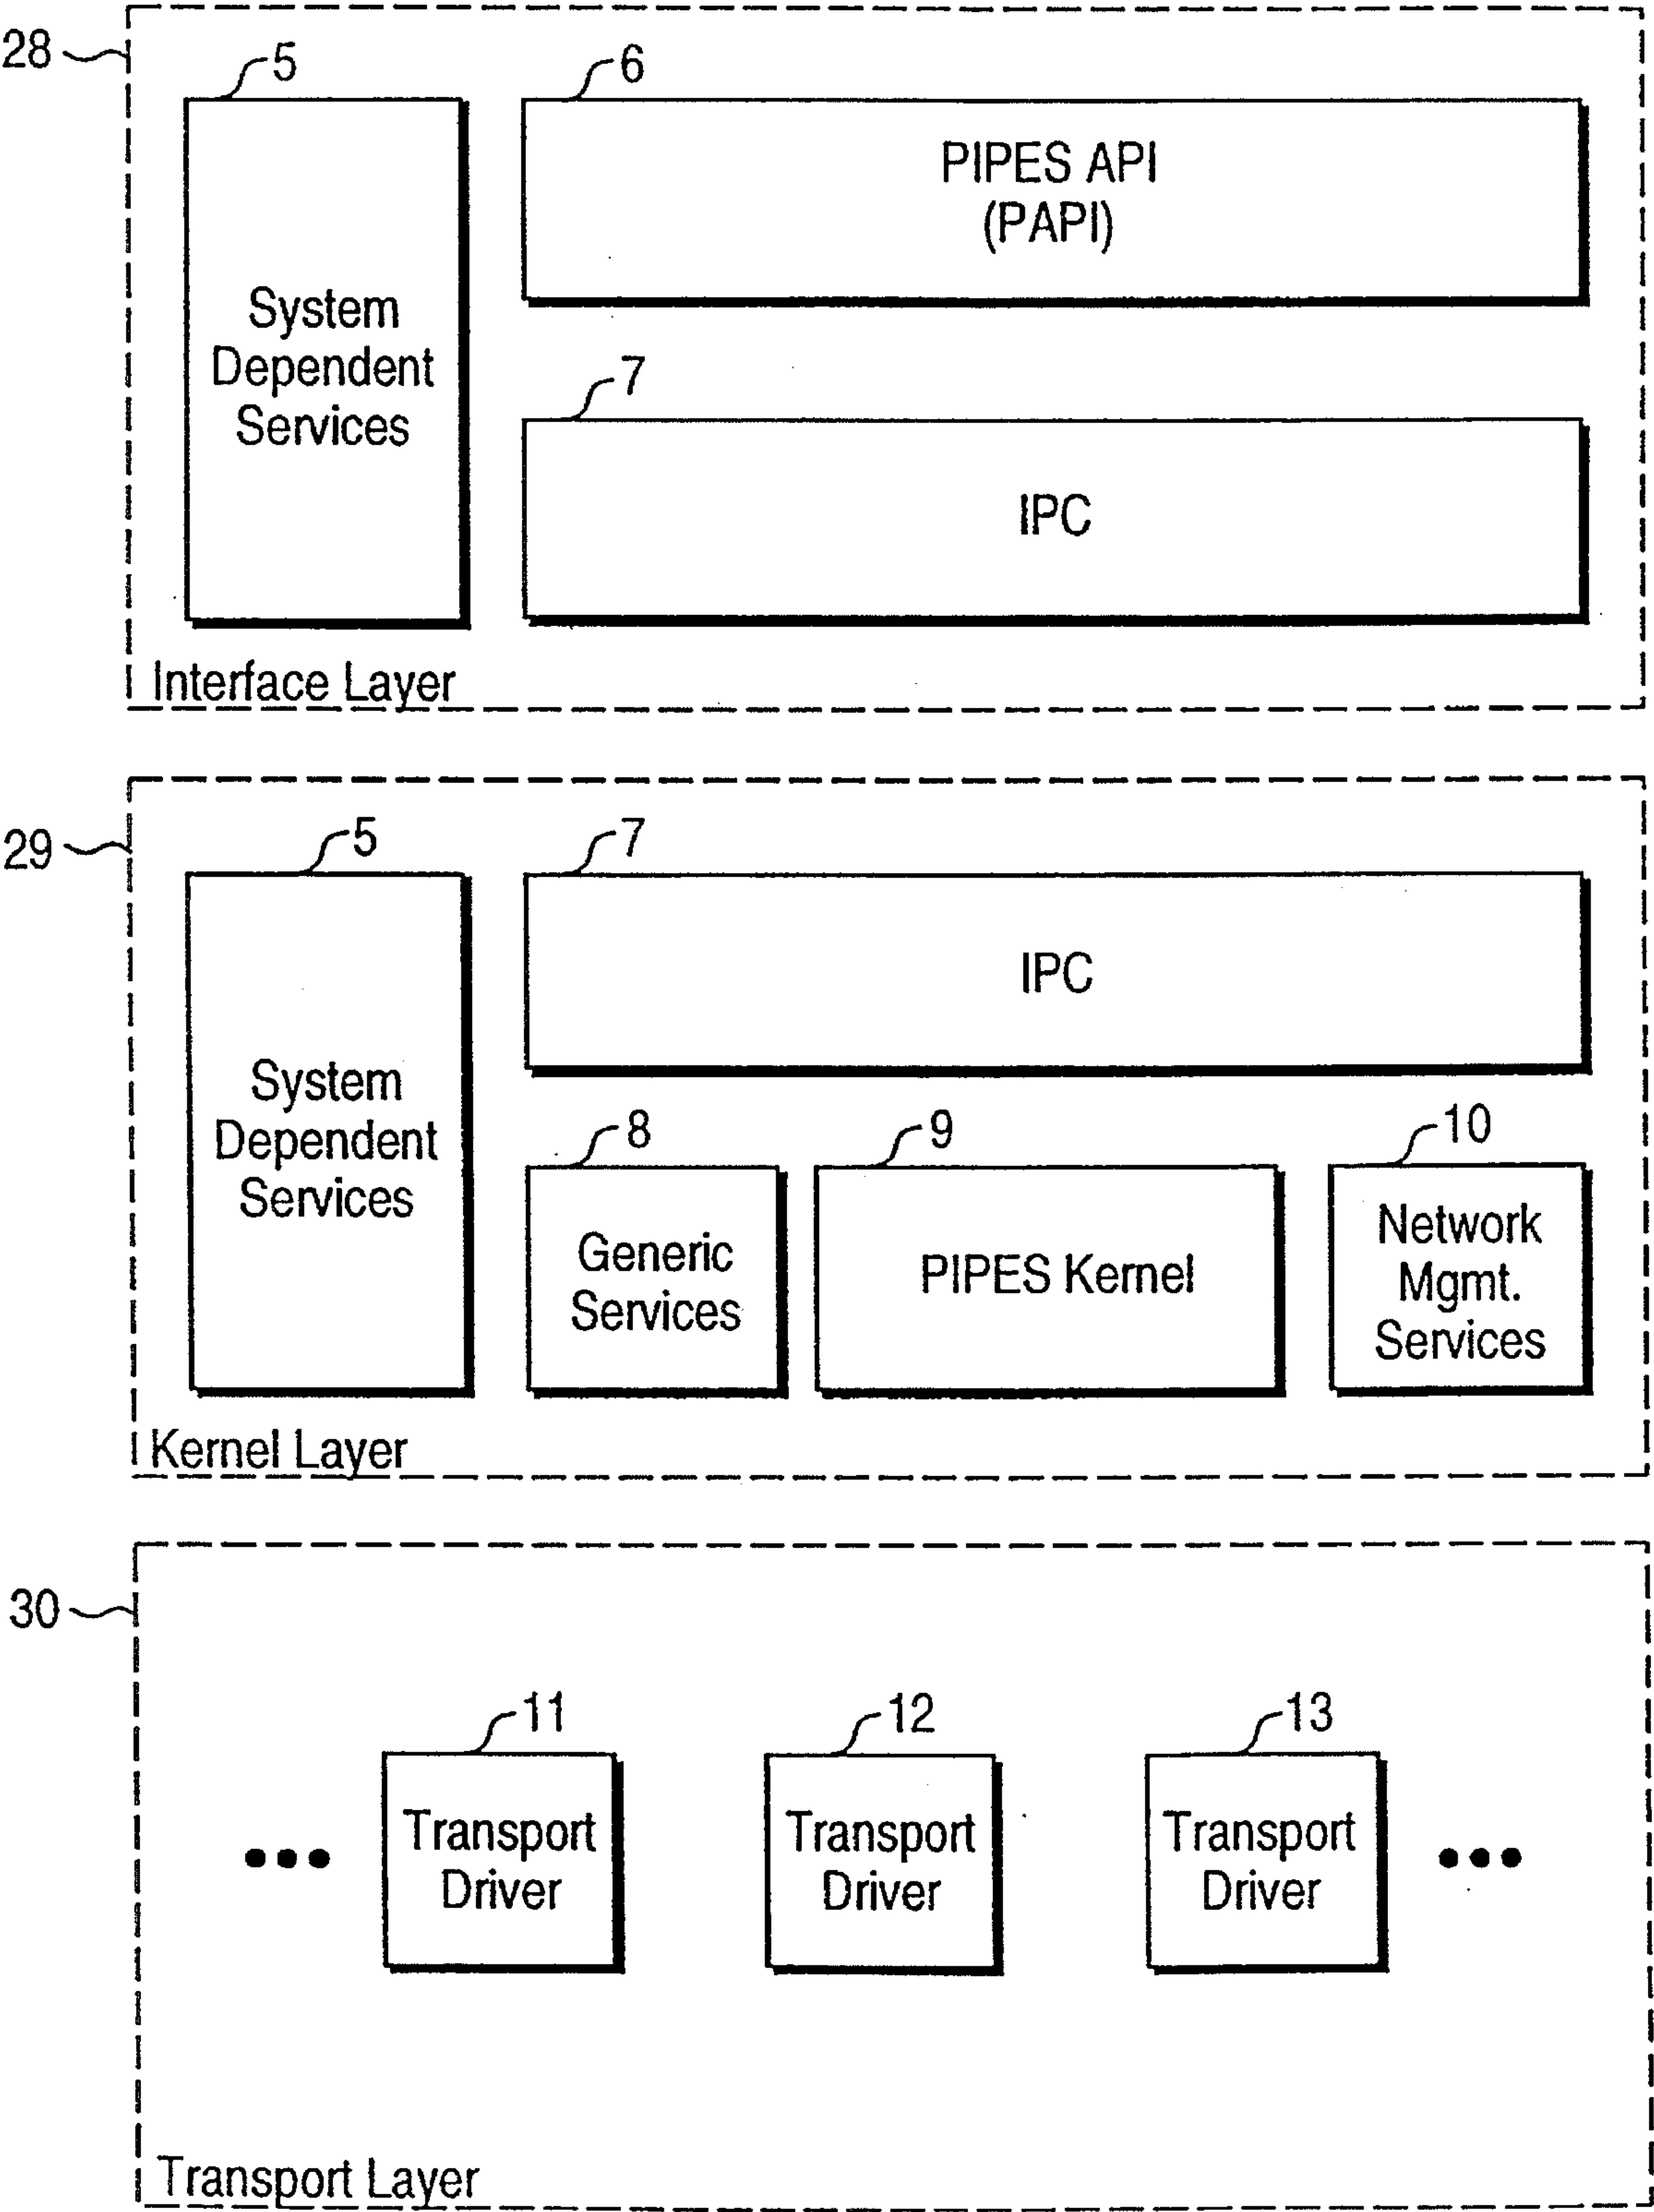 28
5
6
PIPES API
(PAPI)
System
Dependent
Services
7
IPC
Interface Layer
29
5
7
IPC
System
Dependent
Services
8
9
10
Generic
Services
PIPES Kernel
Network
Mgmt.
Services
Kernel Layer
30
11
12
13
Transport
Driver
Transport
Driver
Transport
Driver
Transport Layer